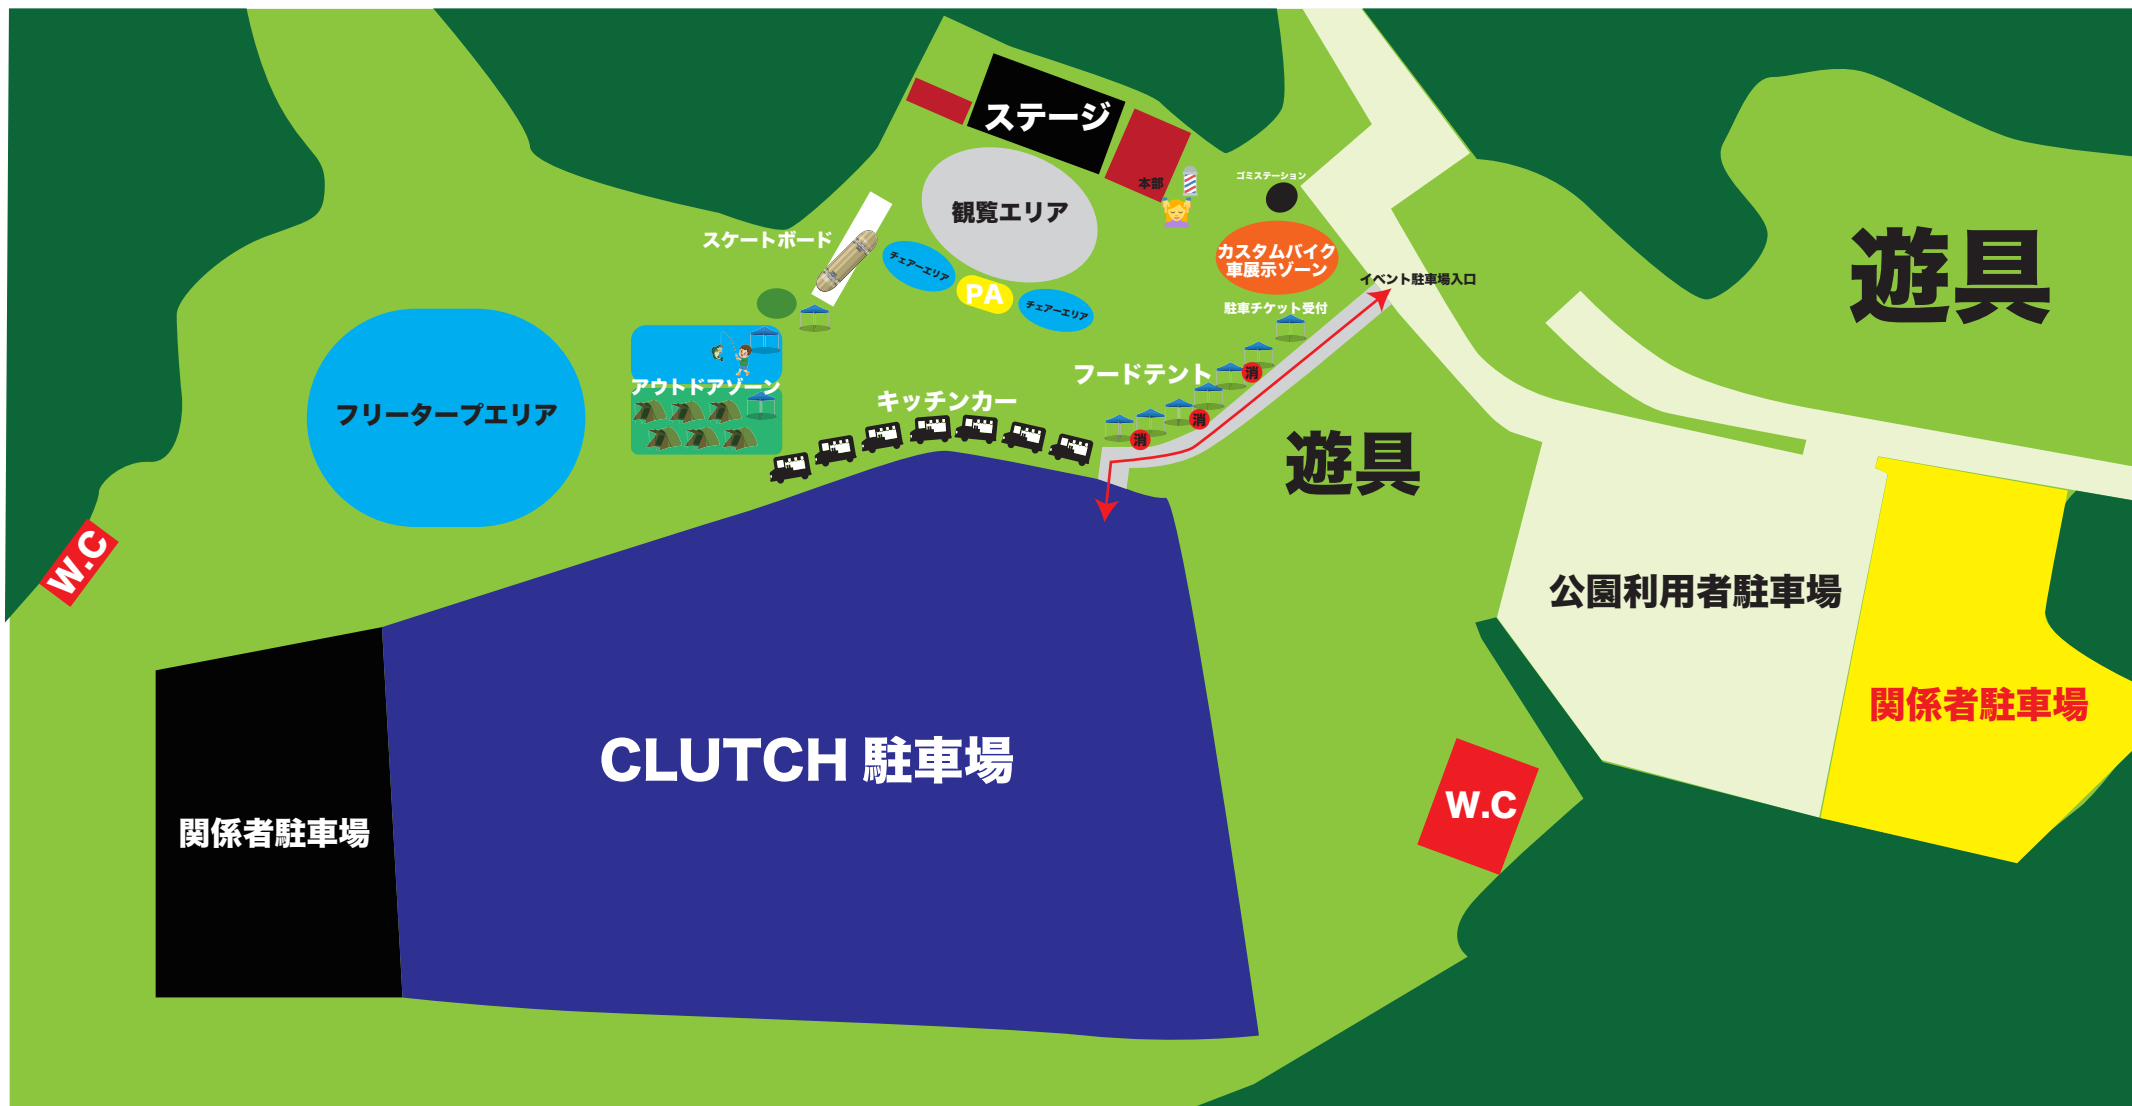 ステージ
本部
ゴミステーション
観覧エリア
スケートボード
カスタムバイク
車展示ゾーン
チェアーエリア
PA
チェアーエリア
イベント駐車場入口
駐車チケット受付
遊具
フードテント
消
消
消
アウトドアゾーン
キッチンカー
フリータープエリア
遊具
W.C
公園利用者駐車場
関係者駐車場
CLUTCH 駐車場
W.C
関係者駐車場